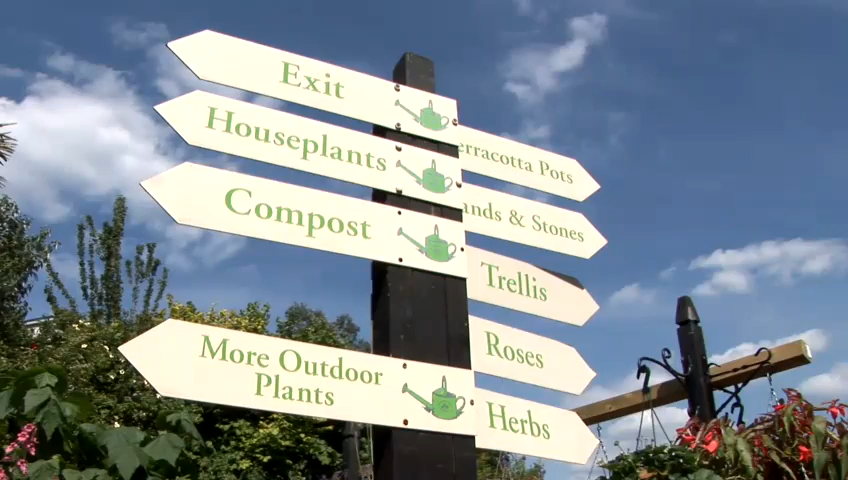 Exit
Houseplants
Compost
More Outdoor
Plants
erracotta Pots
ands & Stones
Trellis
Roses
Herbs